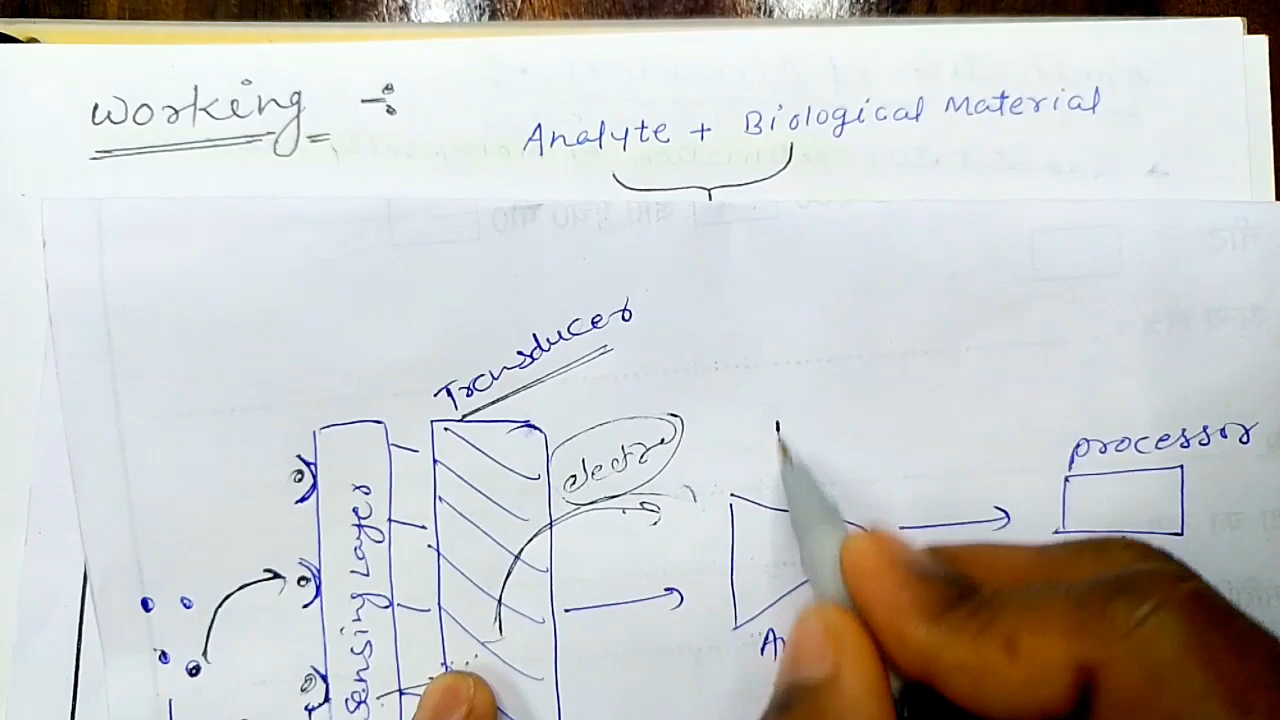 Working :-
Analyte + Biological Material
Transducer
electr
processor
Sensing Layer
A